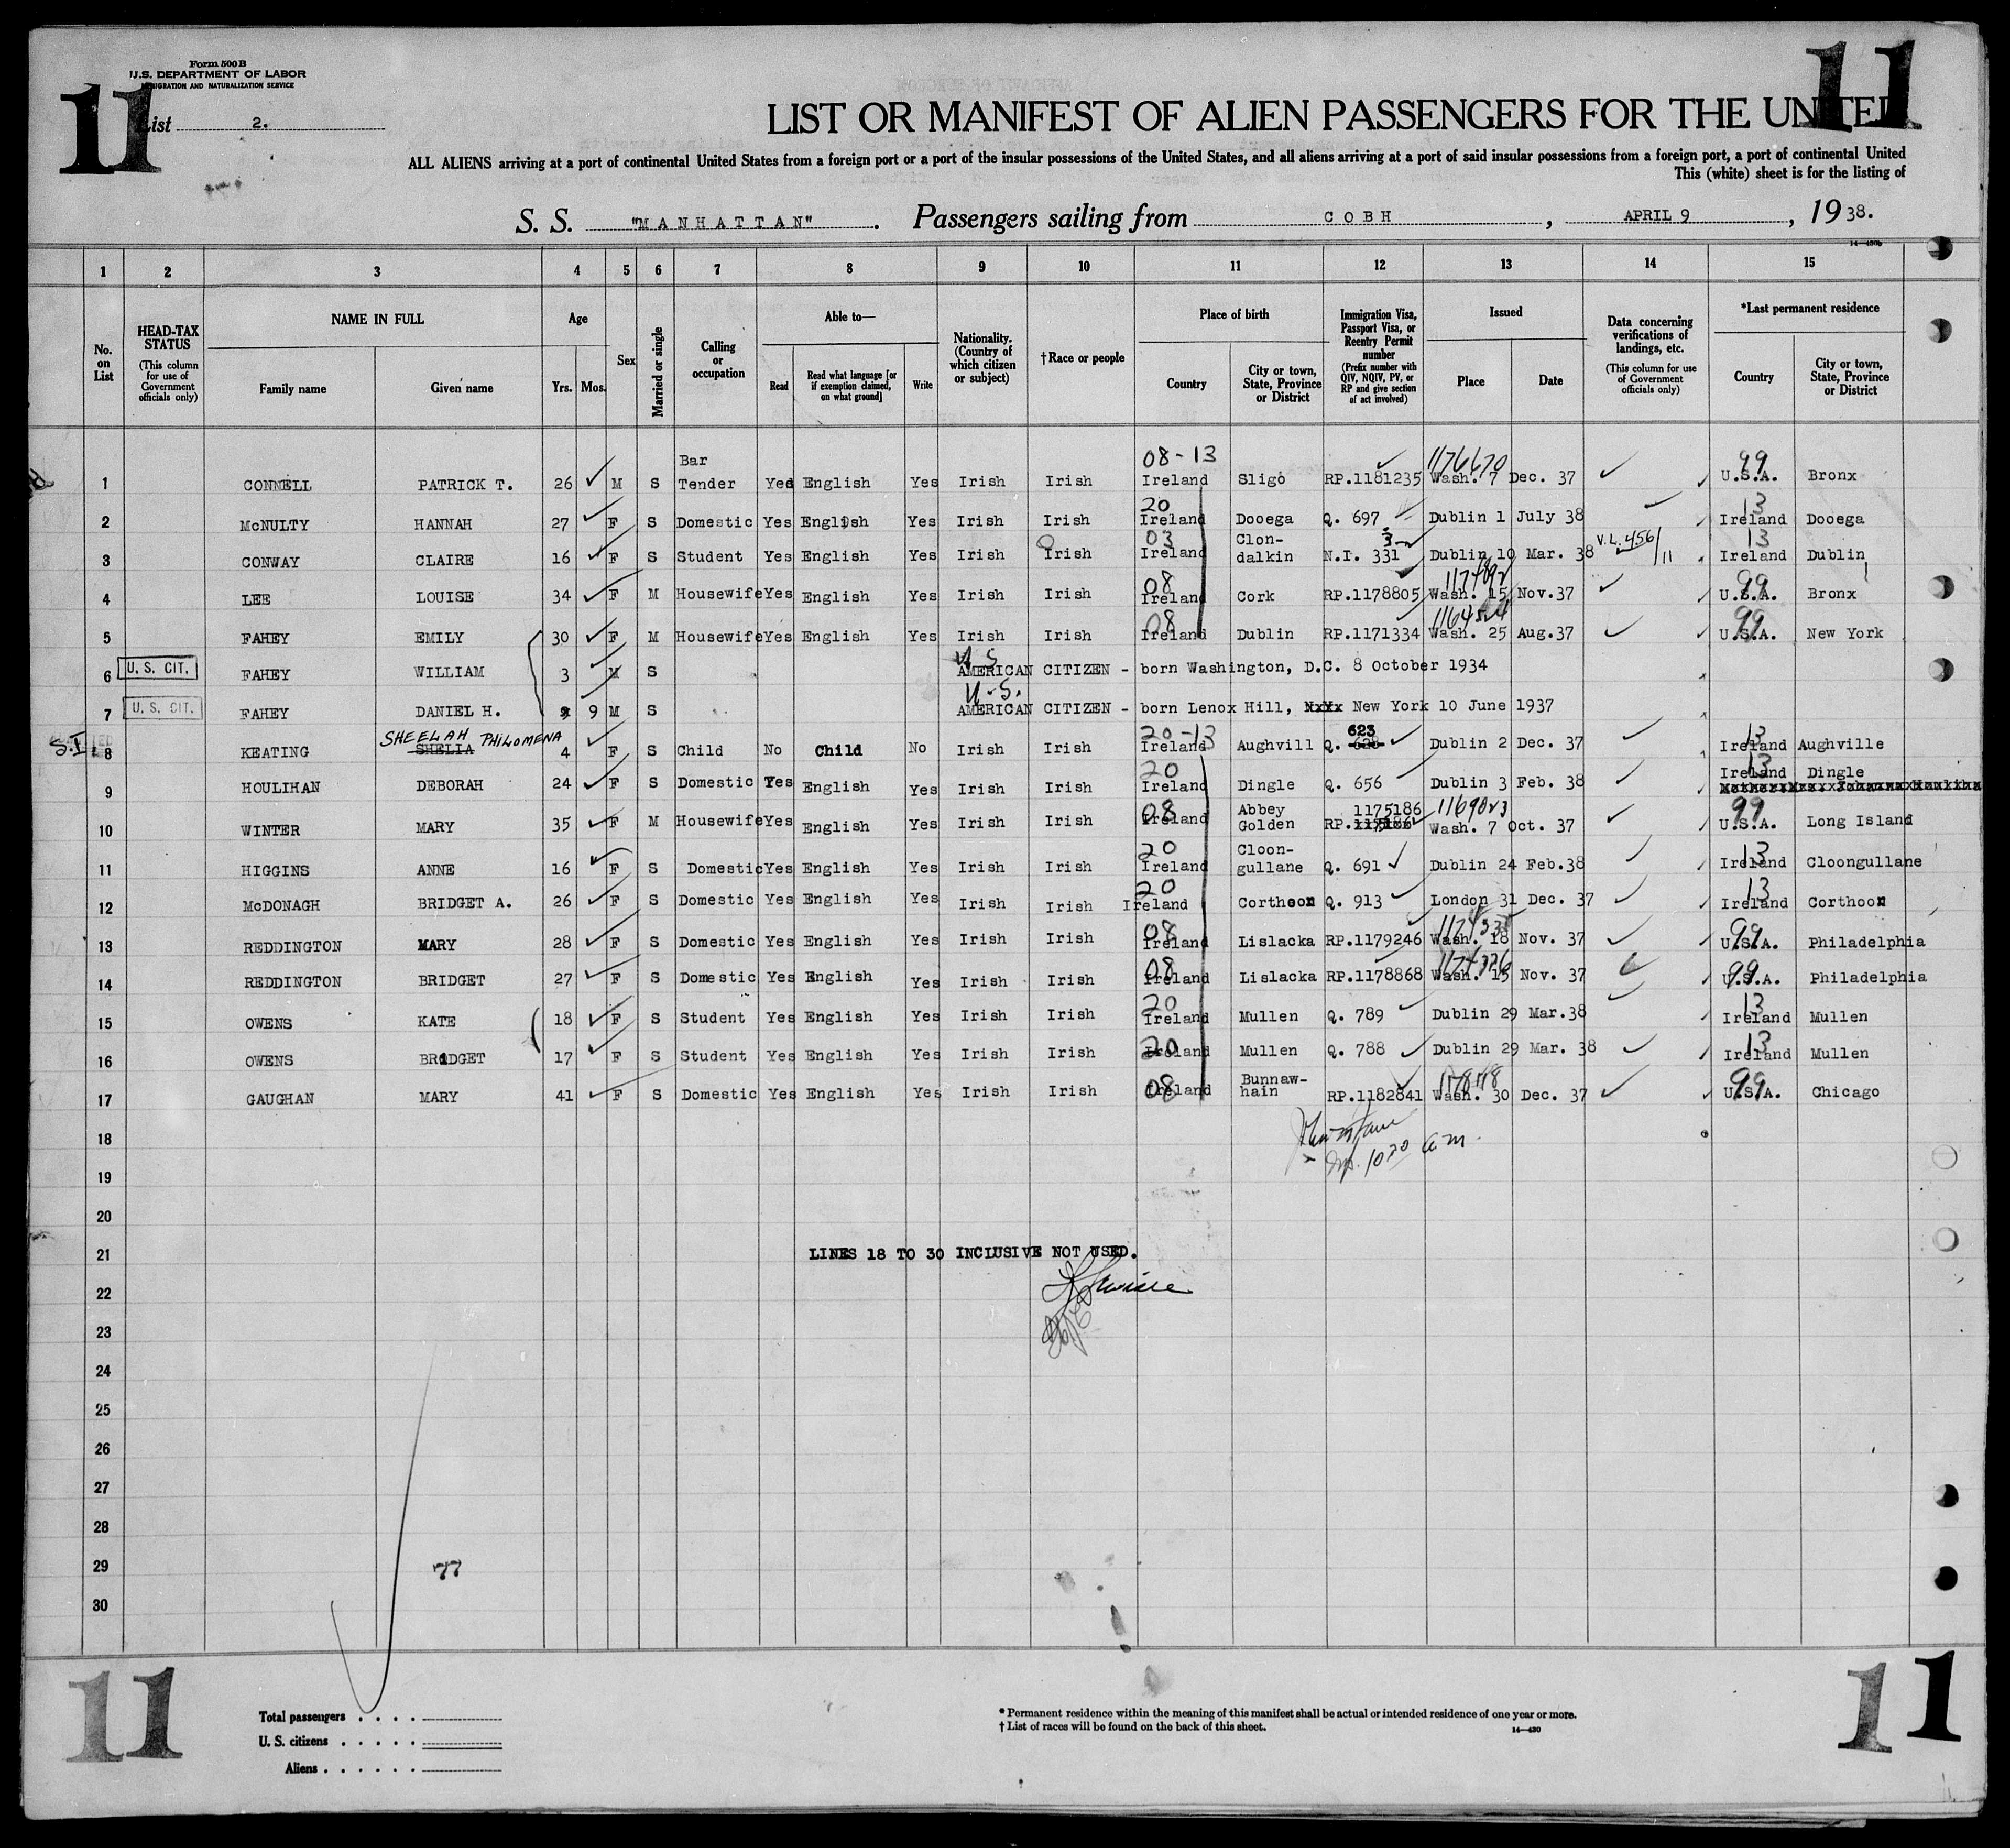 Form 500 B
U.S. DEPARTMENT OF LABOR
IMMIGRATION AND NATURALIZATION SERVICE
11
11
List 2.
LIST OR MANIFEST OF ALIEN PASSENGERS FOR THE UNITED
ALL ALIENS arriving at a port of continental United States from a foreign port or a port of the insular possessions of the United States, and all aliens arriving at a port of said insular possessions from a foreign port, a port of continental United
This (white) sheet is for the listing of
S. S. "MANHATTAN". Passengers sailing from COBH, APRIL 9, 1938.
1 2 3 4 5 6 7 8 9 10 11 12 13 14 15
No. on List
HEAD-TAX STATUS (This column for use of Government officials only)
NAME IN FULL Family name Given name
Age Yrs. Mos.
Sex
Married or single
Calling or occupation
Able to— Read Read what language [or if exemption claimed, on what ground] Write
Nationality. (Country of which citizen or subject)
† Race or people
Place of birth Country City or town, State, Province or District
Immigration Visa, Passport Visa, or Reentry Permit number (Prefix number with QIV, NQIV, PV, or RP and give section of act involved)
Issued Place Date
Data concerning verifications of landings, etc. (This column for use of Government officials only)
*Last permanent residence Country City or town, State, Province or District
08-13 1176670 99
1 CONNELL PATRICK T. 26 M S Bar Tender Yes English Yes Irish Irish Ireland Sligo RP.1181235 Wash. 7 Dec. 37 U.S.A. Bronx
20 13
2 McNULTY HANNAH 27 F S Domestic Yes English Yes Irish Irish Ireland Dooega Q. 697 Dublin 1 July 38 Ireland Dooega
03 3 V.L. 456/11 13
3 CONWAY CLAIRE 16 F S Student Yes English Yes Irish Irish Ireland Clondalkin N.I. 331 Dublin 10 Mar. 38 Ireland Dublin
08 99
4 LEE LOUISE 34 F M Housewife Yes English Yes Irish Irish Ireland Cork RP.1178805 Wash. 15 Nov.37 U.S.A. Bronx
08 99
5 FAHEY EMILY 30 F M Housewife Yes English Yes Irish Irish Ireland Dublin RP.1171334 Wash. 25 Aug.37 U.S.A. New York
U.S.
6 U. S. CIT. FAHEY WILLIAM 3 M S AMERICAN CITIZEN - born Washington, D.C. 8 October 1934
U.S.
7 U. S. CIT. FAHEY DANIEL H. 9 M S AMERICAN CITIZEN - born Lenox Hill, New York 10 June 1937
SHEELAH PHILOMENA 20-13 623 13
S.I. 8 KEATING SHELIA 4 F S Child No Child No Irish Irish Ireland Aughvill Q. Dublin 2 Dec. 37 Ireland Aughville
20 13
9 HOULIHAN DEBORAH 24 F S Domestic Yes English Yes Irish Irish Ireland Dingle Q. 656 Dublin 3 Feb. 38 Ireland Dingle
08 1175186 1169823 99
10 WINTER MARY 35 F M Housewife Yes English Yes Irish Irish Ireland Abbey Golden RP. Wash. 7 Oct. 37 U.S.A. Long Island
20 13
11 HIGGINS ANNE 16 F S Domestic Yes English Yes Irish Irish Ireland Cloongullane Q. 691 Dublin 24 Feb.38 Ireland Cloongullane
20 13
12 McDONAGH BRIDGET A. 26 F S Domestic Yes English Yes Irish Irish Ireland Cortheon Q. 913 London 31 Dec. 37 Ireland Corthoon
08 99
13 REDDINGTON MARY 28 F S Domestic Yes English Yes Irish Irish Ireland Lislacka RP.1179246 Wash. 18 Nov. 37 U.S.A. Philadelphia
08 99
14 REDDINGTON BRIDGET 27 F S Domestic Yes English Yes Irish Irish Ireland Lislacka RP.1178868 Wash. 15 Nov. 37 U.S.A. Philadelphia
20 13
15 OWENS KATE 18 F S Student Yes English Yes Irish Irish Ireland Mullen Q. 789 Dublin 29 Mar.38 Ireland Mullen
20 13
16 OWENS BRIDGET 17 F S Student Yes English Yes Irish Irish Ireland Mullen Q. 788 Dublin 29 Mar. 38 Ireland Mullen
08 99
17 GAUGHAN MARY 41 F S Domestic Yes English Yes Irish Irish Ireland Bunnaw-hain RP.1182841 Wash. 30 Dec. 37 U.S.A. Chicago
18
10 20 a.m.
19
20
21 LINES 18 TO 30 INCLUSIVE NOT USED.
22
23
24
25
26
27
28
29 77
30
11
11
Total passengers
U. S. citizens
Aliens
* Permanent residence within the meaning of this manifest shall be actual or intended residence of one year or more.
† List of races will be found on the back of this sheet.
14—430